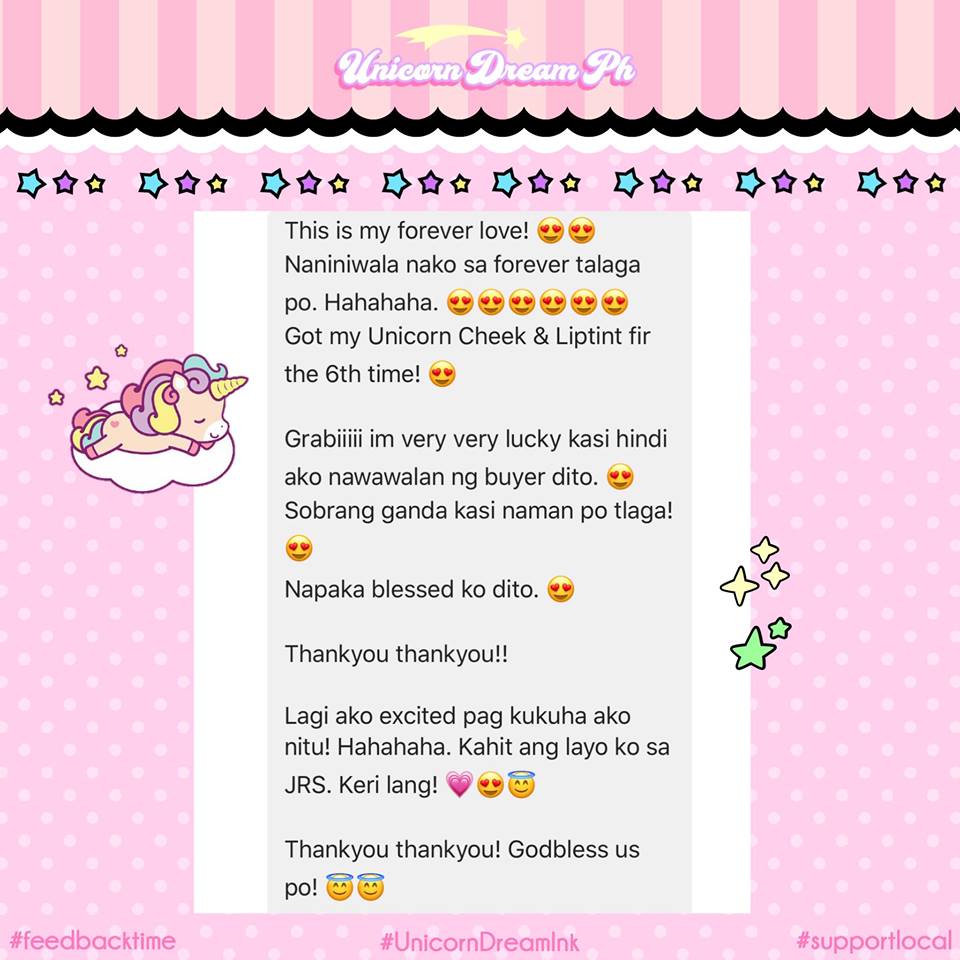 Unicorn Dream Ph
This is my forever love! 😍😍
Naniniwala nako sa forever talaga
po. Hahahaha. 😍😍😍😍😍😍
Got my Unicorn Cheek & Liptint fir
the 6th time! 😍
Grabiiiii im very very lucky kasi hindi
ako nawawalan ng buyer dito. 😍
Sobrang ganda kasi naman po tlaga!
😍
Napaka blessed ko dito. 😍
Thankyou thankyou!!
Lagi ako excited pag kukuha ako
nitu! Hahahaha. Kahit ang layo ko sa
JRS. Keri lang! 💗😍😇
Thankyou thankyou! Godbless us
po! 😇😇
#feedbacktime
#UnicornDreamInk
#supportlocal